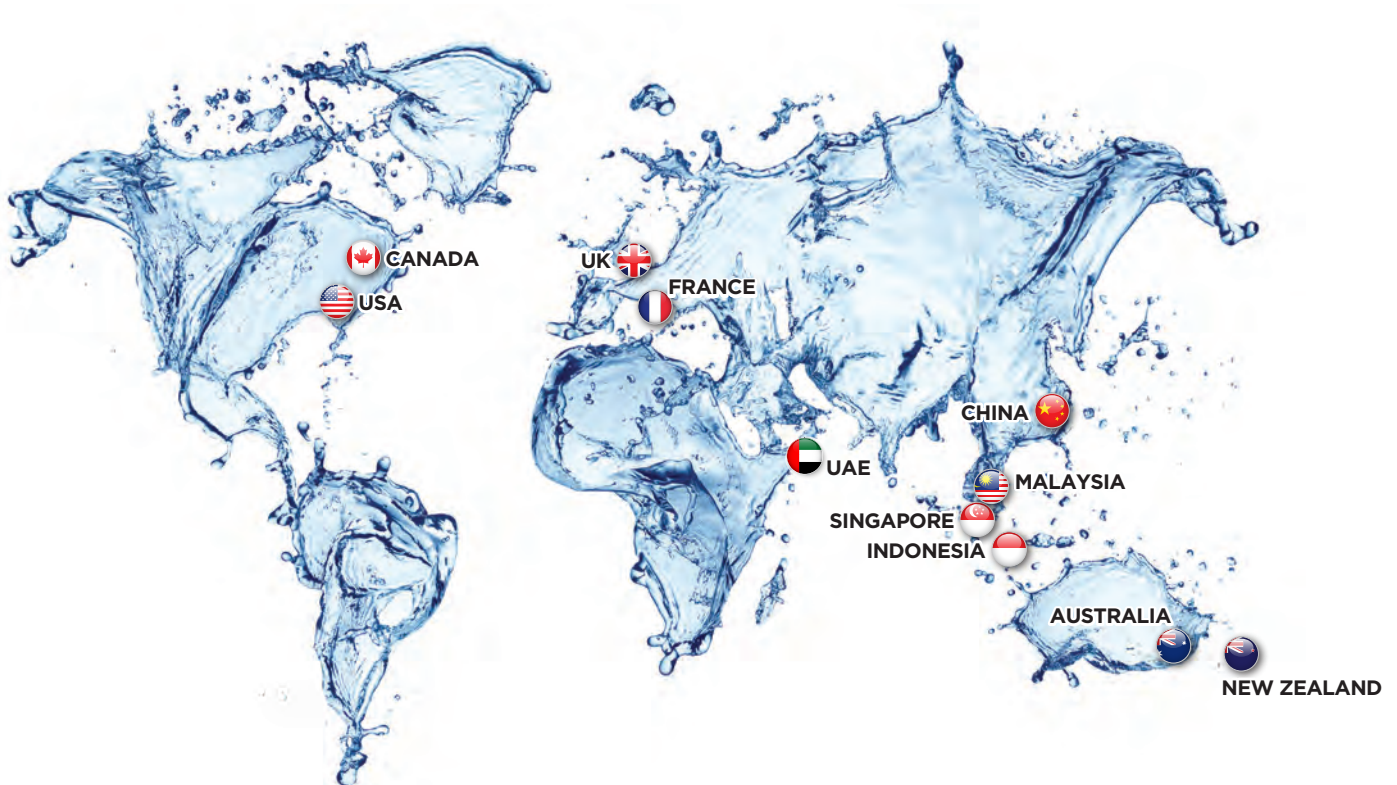 CANADA
USA
UK
FRANCE
CHINA
UAE
MALAYSIA
SINGAPORE
INDONESIA
AUSTRALIA
NEW ZEALAND